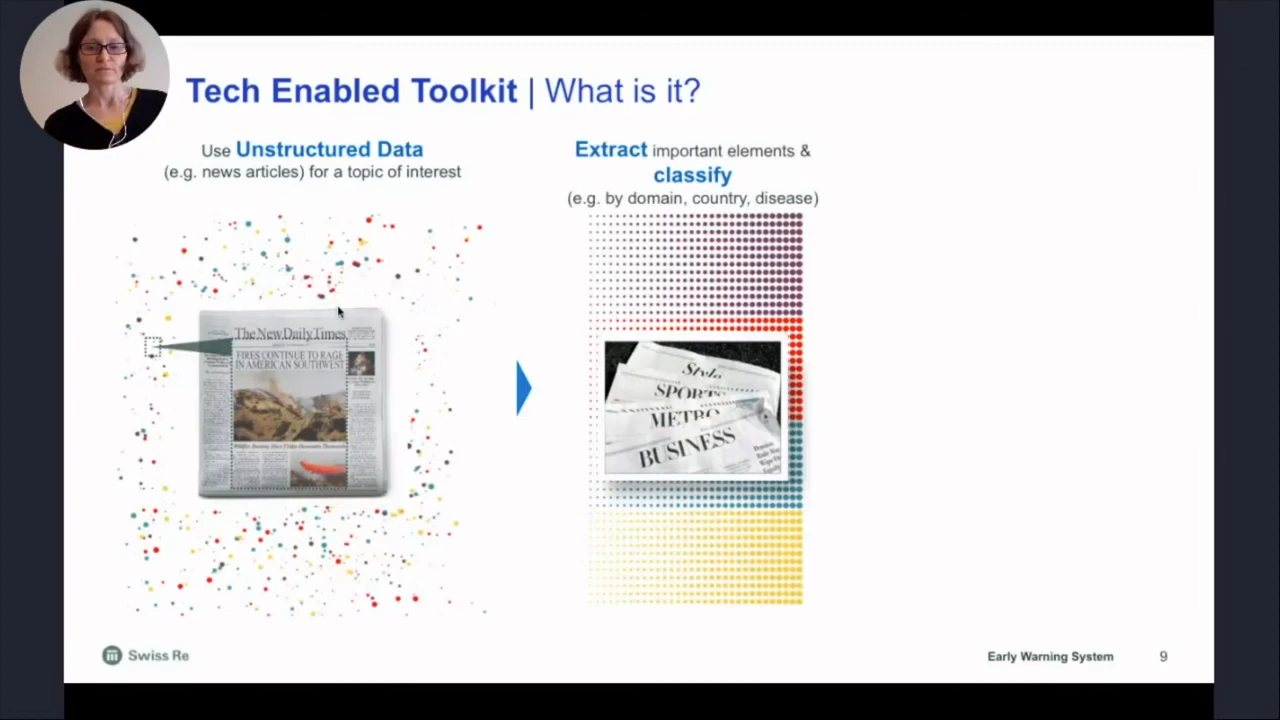 Tech Enabled Toolkit | What is it?
Use Unstructured Data
(e.g. news articles) for a topic of interest
Extract important elements &
classify
(e.g. by domain, country, disease)
The New Daily Times
FIRES CONTINUE TO RAGE
IN AMERICAN SOUTHWEST
Style
SPORTS
METRO
BUSINESS
Swiss Re
Early Warning System
9